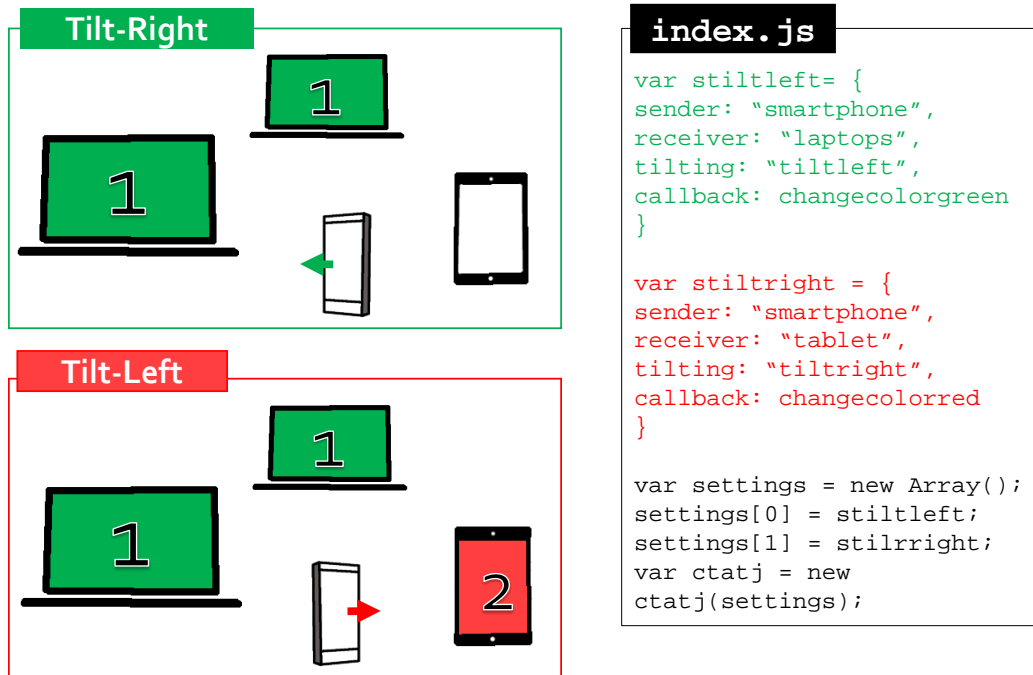 Tilt-Right
1
1
Tilt-Left
1
1
2
index.js
var stiltleft= {
sender: “smartphone”,
receiver: “laptops”,
tilting: “tiltleft”,
callback: changecolorgreen
}
var stiltright = {
sender: “smartphone”,
receiver: “tablet”,
tilting: “tiltright”,
callback: changecolorred
}
var settings = new Array();
settings[0] = stiltleft;
settings[1] = stilrright;
var ctatj = new
ctatj(settings);